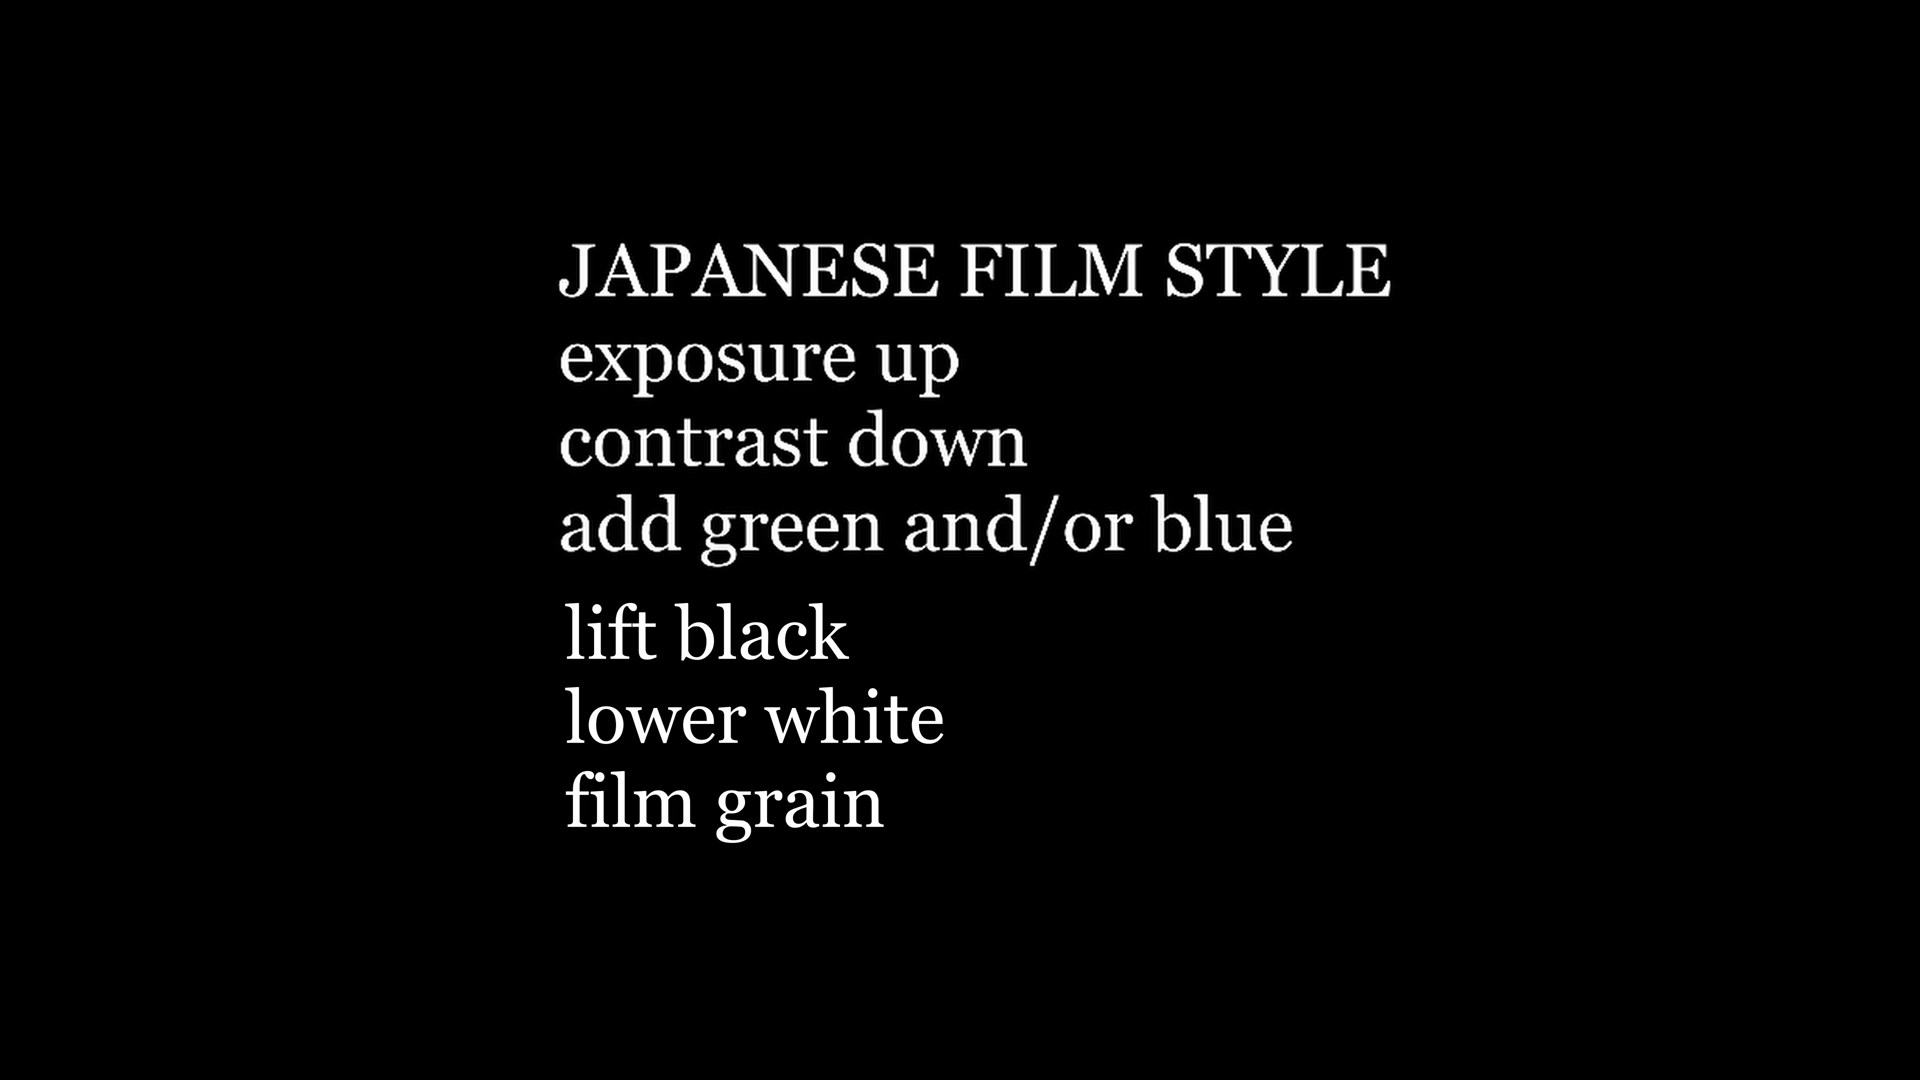 JAPANESE FILM STYLE
exposure up
contrast down
add green and/or blue
lift black
lower white
film grain